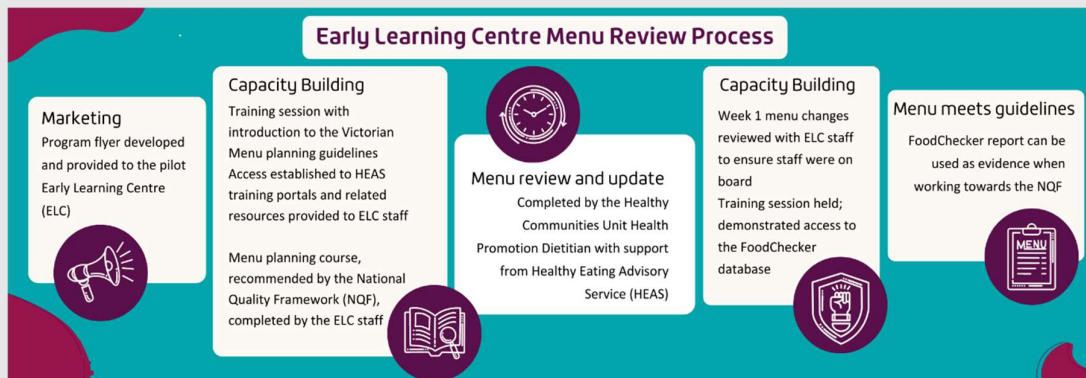 Early Learning Centre Menu Review Process
Marketing
Program flyer developed
and provided to the pilot
Early Learning Centre
(ELC)
Capacity Building
Training session with
introduction to the Victorian
Menu planning guidelines
Access established to HEAS
training portals and related
resources provided to ELC staff
Menu planning course,
recommended by the National
Quality Framework (NQF),
completed by the ELC staff
Menu review and update
Completed by the Healthy
Communities Unit Health
Promotion Dietitian with support
from Healthy Eating Advisory
Service (HEAS)
Capacity Building
Week 1 menu changes
reviewed with ELC staff
to ensure staff were on
board
Training session held;
demonstrated access to
the FoodChecker
database
Menu meets guidelines
FoodChecker report can be
used as evidence when
working towards the NQF
MENU